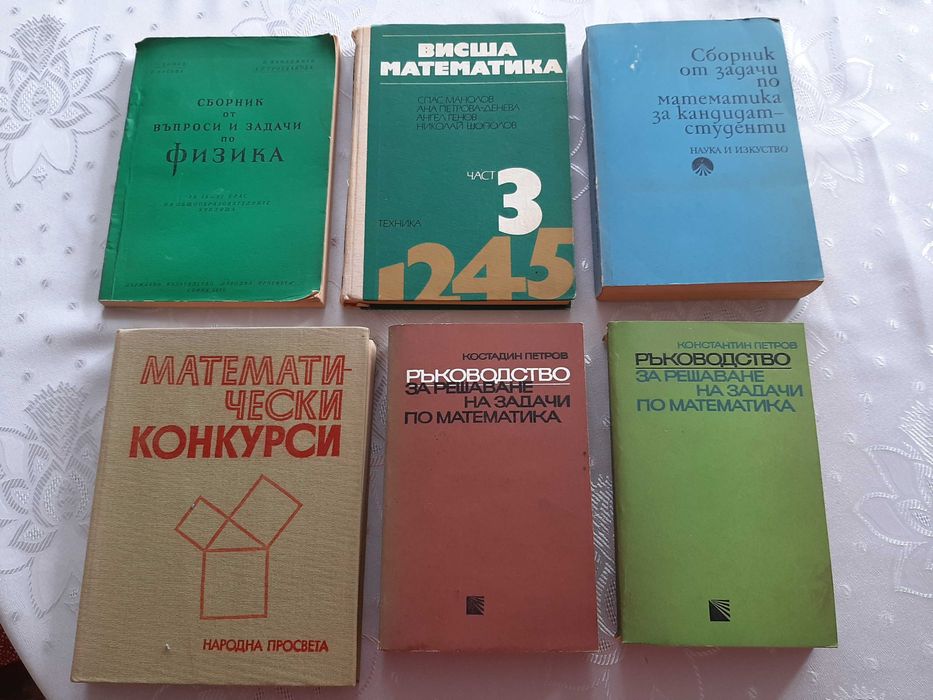 СБОРНИК
ОТ
ВЪПРОСИ И ЗАДАЧИ
ПО
ФИЗИКА
ВИСША
МАТЕМАТИКА
СПАС МАНОЛОВ
АНА ПЕТРОВА-ДЕНЕВА
АНГЕЛ ГЕНОВ
НИКОЛАЙ ШОПОЛОВ
ЧАСТ
3
ТЕХНИКА
1245
Сборник
от задачи
по
математика
за кандидат-
студенти
НАУКА И ИЗКУСТВО
МАТЕМАТИ-
ЧЕСКИ
КОНКУРСИ
НАРОДНА ПРОСВЕТА
КОСТАДИН ПЕТРОВ
РЪКОВОДСТВО
ЗА РЕШАВАНЕ
НА ЗАДАЧИ
ПО МАТЕМАТИКА
КОНСТАНТИН ПЕТРОВ
РЪКОВОДСТВО
ЗА РЕШАВАНЕ
НА ЗАДАЧИ
ПО МАТЕМАТИКА